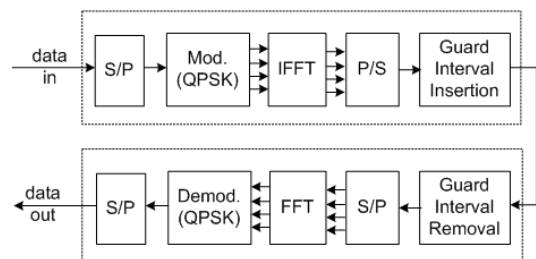 data
in
S/P
Mod.
(QPSK)
IFFT
P/S
Guard
Interval
Insertion
data
out
S/P
Demod.
(QPSK)
FFT
S/P
Guard
Interval
Removal